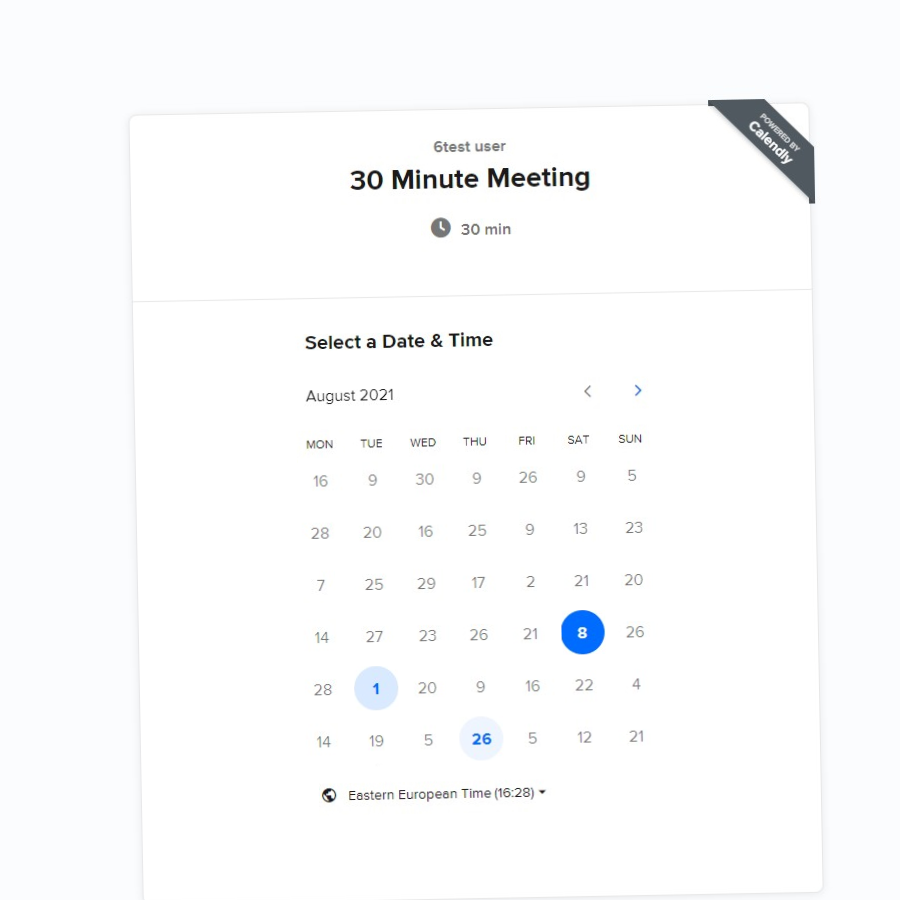 POWERED BY
Calendly
6test user
30 Minute Meeting
30 min
Select a Date & Time
August 2021
MON TUE WED THU FRI SAT SUN
16 9 30 9 26 9 5
28 20 16 25 9 13 23
7 25 29 17 2 21 20
14 27 23 26 21 8 26
28 1 20 9 16 22 4
14 19 5 26 5 12 21
Eastern European Time (16:28)